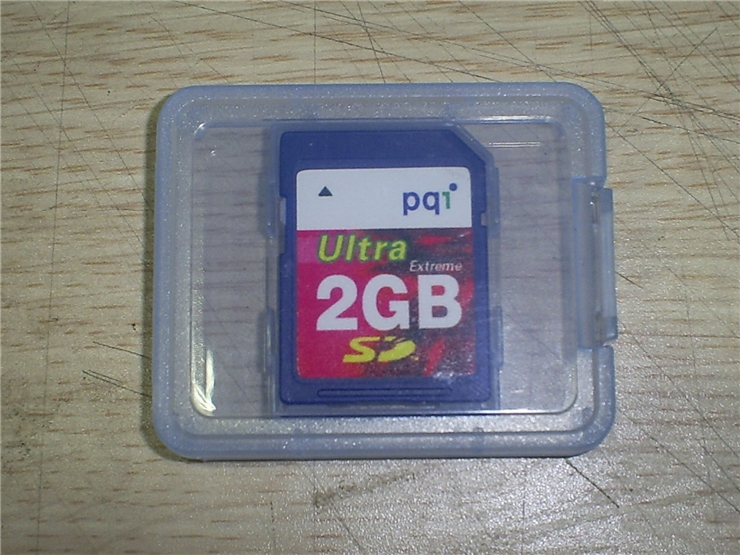 pqi
Ultra
Extreme
2GB
SD